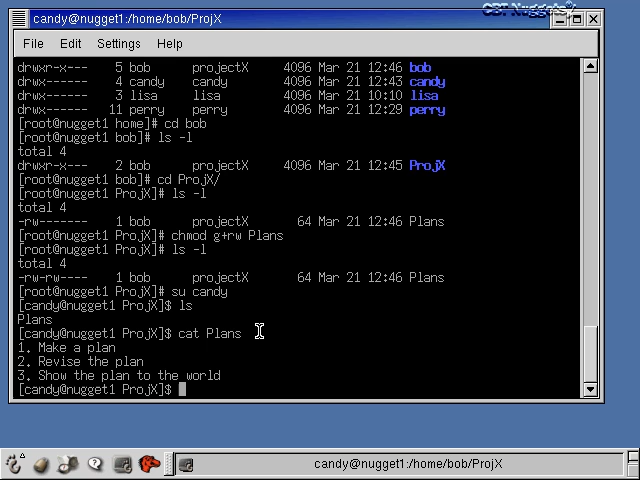 CBT Nuggets
candy@nugget1:/home/bob/ProjX
File Edit Settings Help
drwxr-x--- 5 bob projectX 4096 Mar 21 12:46 bob
drwx------ 4 candy candy 4096 Mar 21 12:43 candy
drwx------ 3 lisa lisa 4096 Mar 21 10:10 lisa
drwx------ 11 perry perry 4096 Mar 21 12:29 perry
[root@nugget1 home]# cd bob
[root@nugget1 bob]# ls -l
total 4
drwxr-x--- 2 bob projectX 4096 Mar 21 12:45 ProjX
[root@nugget1 bob]# cd ProjX/
[root@nugget1 ProjX]# ls -l
total 4
-rw------- 1 bob projectX 64 Mar 21 12:46 Plans
[root@nugget1 ProjX]# chmod g+rw Plans
[root@nugget1 ProjX]# ls -l
total 4
-rw-rw---- 1 bob projectX 64 Mar 21 12:46 Plans
[root@nugget1 ProjX]# su candy
[candy@nugget1 ProjX]$ ls
Plans
[candy@nugget1 ProjX]$ cat Plans
1. Make a plan
2. Revise the plan
3. Show the plan to the world
[candy@nugget1 ProjX]$
candy@nugget1:/home/bob/ProjX